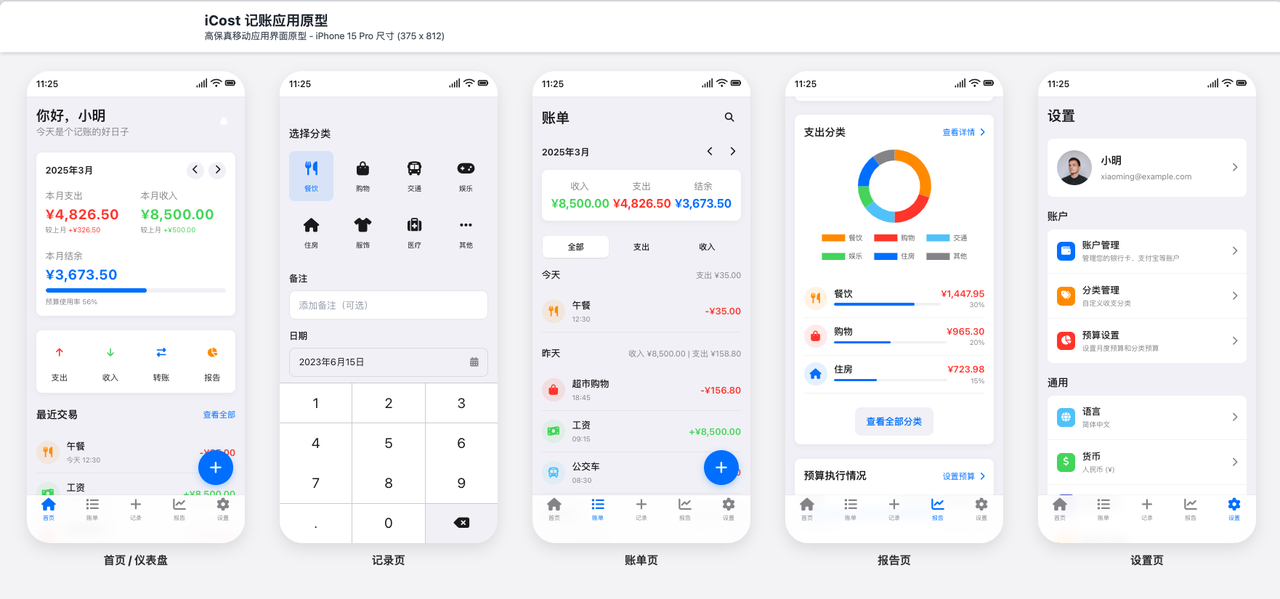 iCost 记账应用原型
高保真移动应用界面原型 - iPhone 15 Pro 尺寸 (375 x 812)
11:25
你好，小明
今天是个记账的好日子
2025年3月
本月支出 本月收入
¥4,826.50 ¥8,500.00
较上月 +¥326.50 较上月 +¥500.00
本月结余
¥3,673.50
预算使用率 56%
支出 收入 转账 报告
最近交易 查看全部
午餐
今天 12:30
工资
+¥8,500.00
首页 账单 记录 报告 设置
首页 / 仪表盘
11:25
选择分类
餐饮 购物 交通 娱乐
住房 服饰 医疗 其他
备注
添加备注（可选）
日期
2023年6月15日
1 2 3
4 5 6
7 8 9
. 0
记录页
11:25
账单
2025年3月
收入 支出 结余
¥8,500.00 ¥4,826.50 ¥3,673.50
全部 支出 收入
今天 支出 ¥35.00
午餐 -¥35.00
12:30
昨天 收入 ¥8,500.00 | 支出 ¥158.80
超市购物 -¥156.80
18:45
工资 +¥8,500.00
09:15
公交车
08:30
首页 账单 记录 报告 设置
账单页
11:25
支出分类 查看详情
餐饮 购物 交通
娱乐 住房 其他
餐饮 ¥1,447.95
30%
购物 ¥965.30
20%
住房 ¥723.98
15%
查看全部分类
预算执行情况 设置预算
首页 账单 记录 报告 设置
报告页
11:25
设置
小明
xiaoming@example.com
账户
账户管理
管理您的银行卡、支付宝等账户
分类管理
自定义收支分类
预算设置
设置月度预算和分类预算
通用
语言
简体中文
货币
人民币 (¥)
首页 账单 记录 报告 设置
设置页